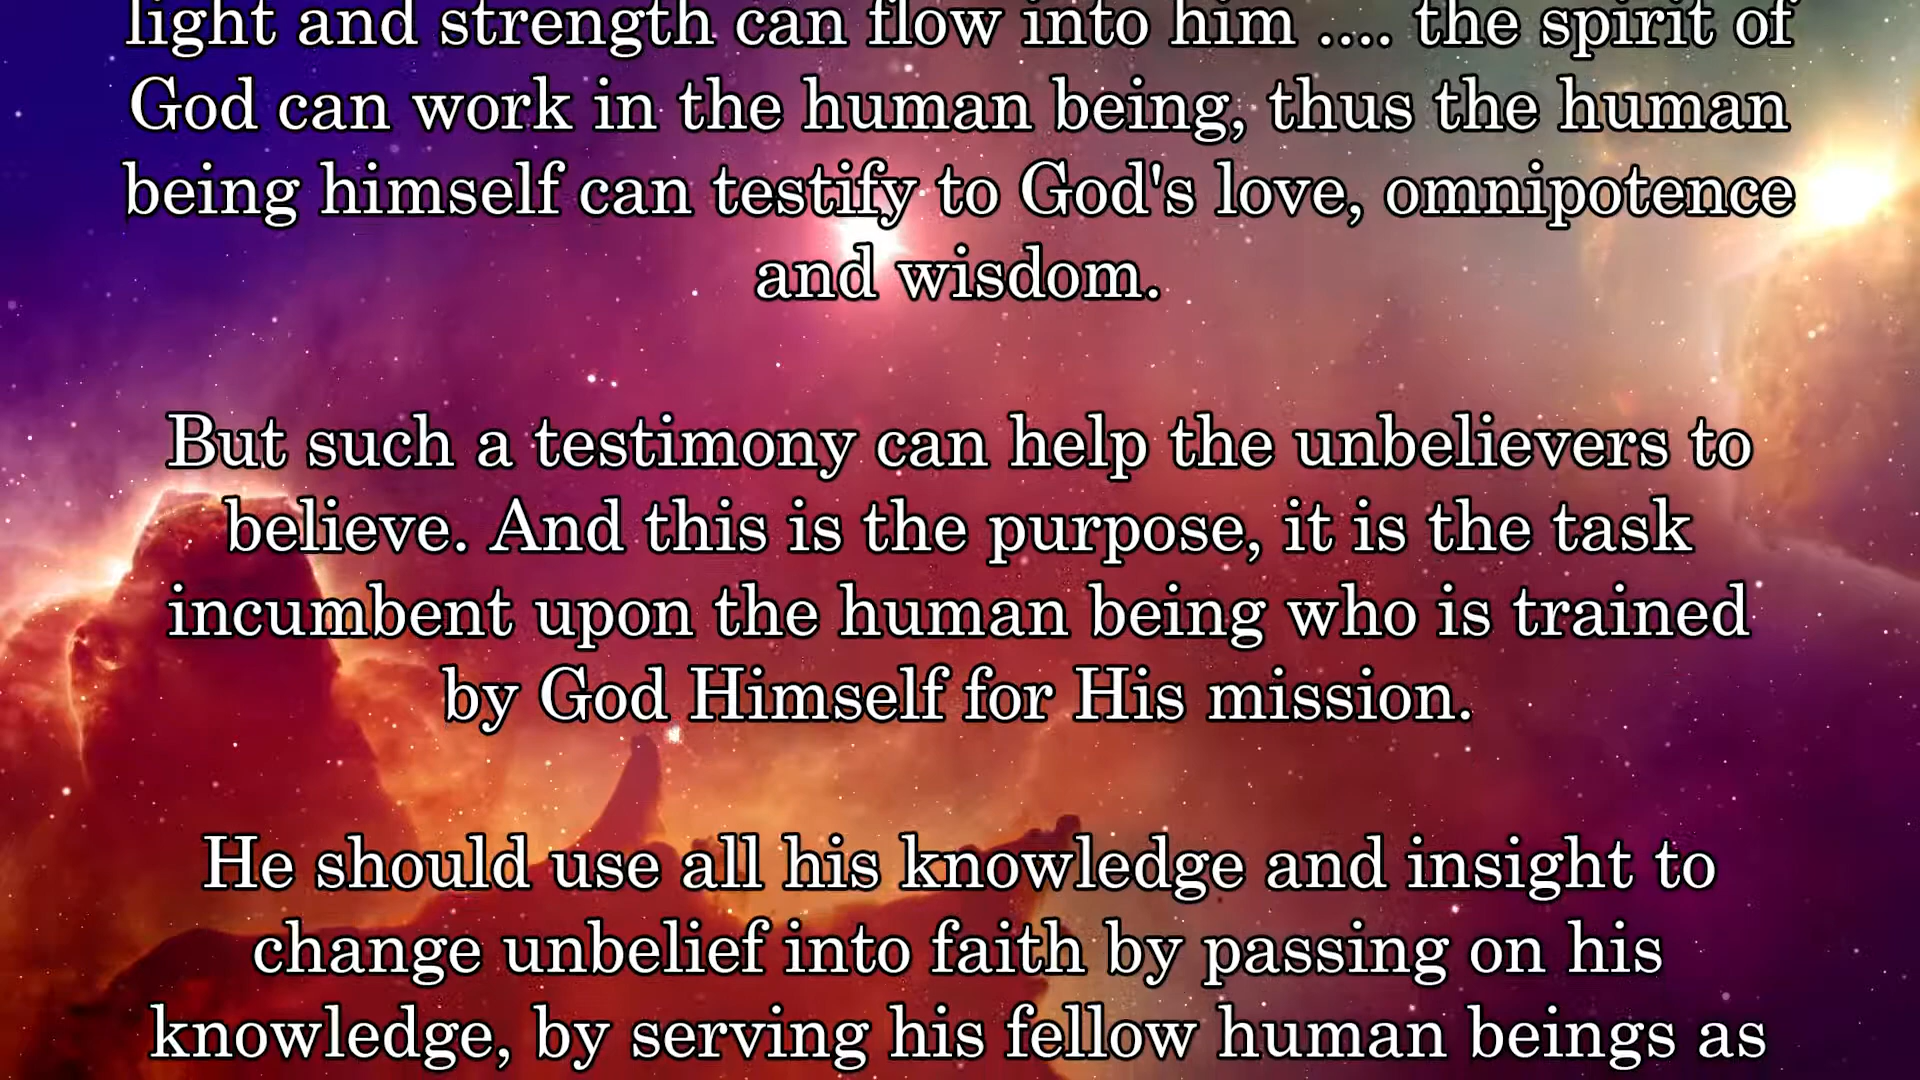 light and strength can flow into him .... the spirit of
God can work in the human being, thus the human
being himself can testify to God's love, omnipotence
and wisdom.
But such a testimony can help the unbelievers to
believe. And this is the purpose, it is the task
incumbent upon the human being who is trained
by God Himself for His mission.
He should use all his knowledge and insight to
change unbelief into faith by passing on his
knowledge, by serving his fellow human beings as